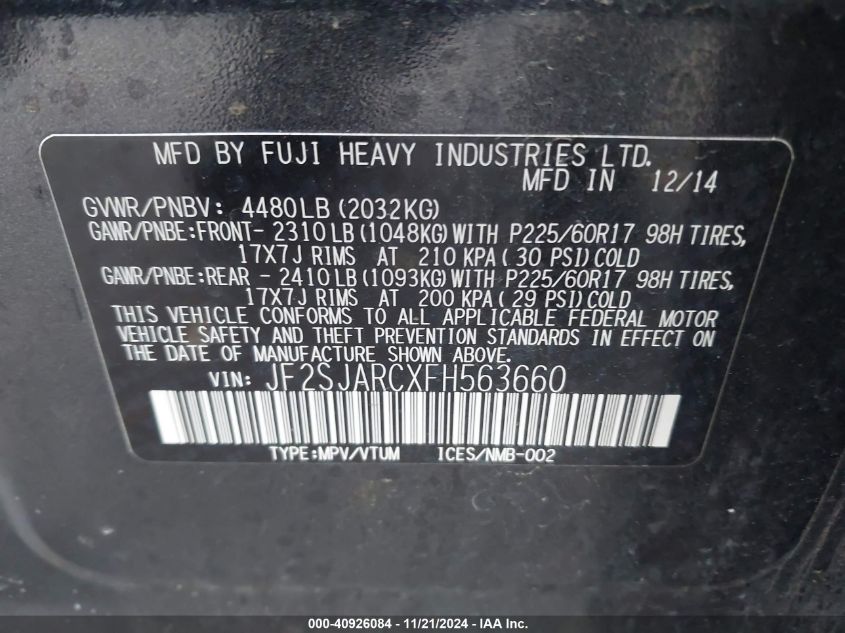 MFD BY FUJI HEAVY INDUSTRIES LTD.
MFD IN 12/14
GVWR/PNBV: 4480LB(2032KG)
GAWR/PNBE:FRONT- 2310LB(1048KG)WITH P225/60R17 98H TIRES,
17X7J RIMS AT 210 KPA( 30 PSI)COLD
GAWR/PNBE:REAR - 2410LB(1093KG)WITH P225/60R17 98H TIRES,
17X7J RIMS AT 200 KPA( 29 PSI)COLD
THIS VEHICLE CONFORMS TO ALL APPLICABLE FEDERAL MOTOR
VEHICLE SAFETY AND THEFT PREVENTION STANDARDS IN EFFECT ON
THE DATE OF MANUFACTURE SHOWN ABOVE.
VIN: JF2SJARCXFH563660
TYPE:MPV/VTUM ICES/NMB-002
000-40926084 - 11/21/2024 - IAA Inc.